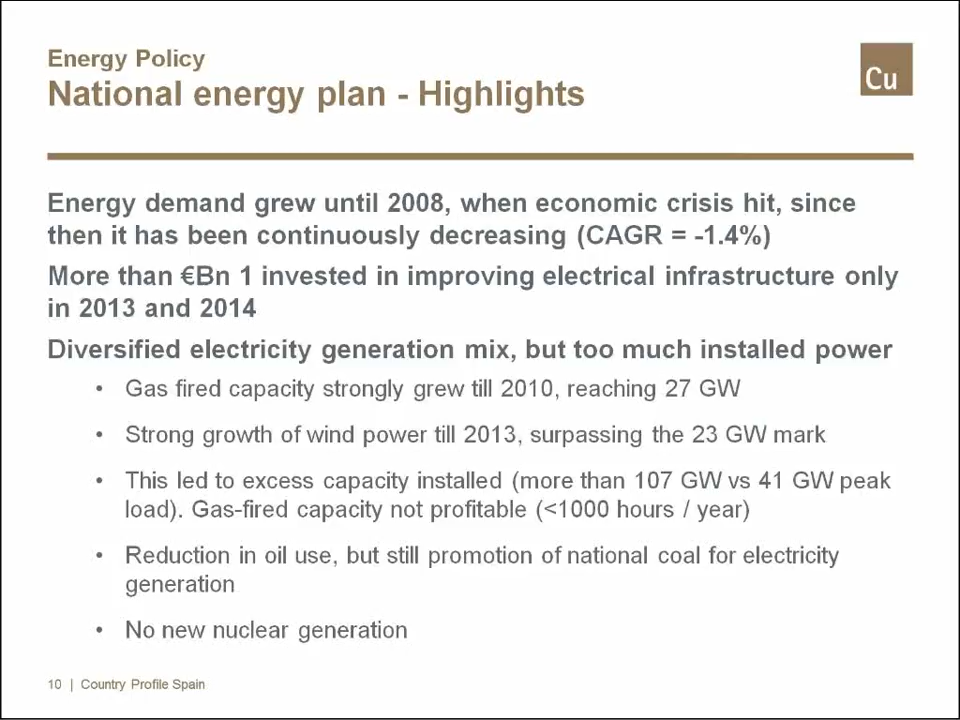 Energy Policy
National energy plan - Highlights
Cu
Energy demand grew until 2008, when economic crisis hit, since
then it has been continuously decreasing (CAGR = -1.4%)
More than €Bn 1 invested in improving electrical infrastructure only
in 2013 and 2014
Diversified electricity generation mix, but too much installed power
• Gas fired capacity strongly grew till 2010, reaching 27 GW
• Strong growth of wind power till 2013, surpassing the 23 GW mark
• This led to excess capacity installed (more than 107 GW vs 41 GW peak
load). Gas-fired capacity not profitable (<1000 hours / year)
• Reduction in oil use, but still promotion of national coal for electricity
generation
• No new nuclear generation
10 | Country Profile Spain